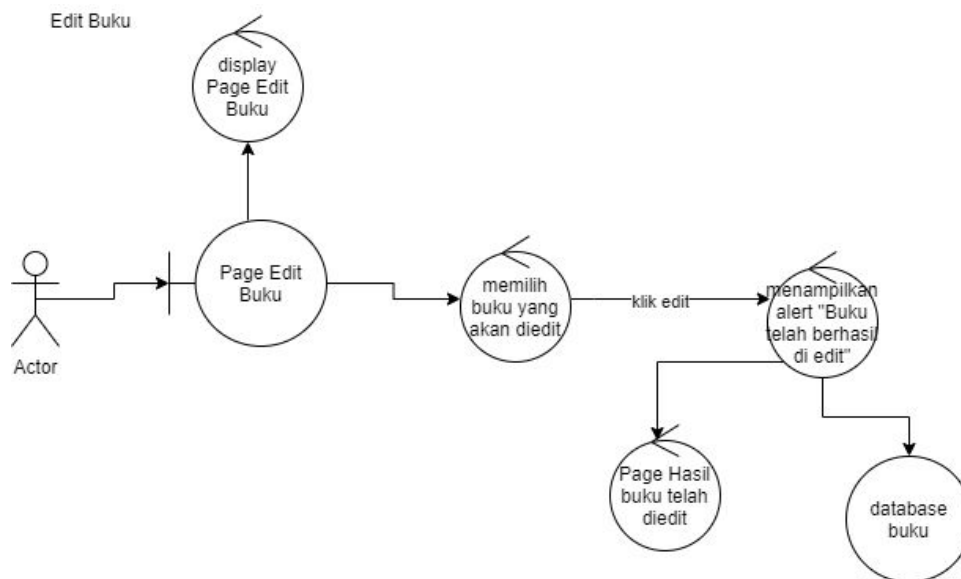 Edit Buku
display
Page Edit
Buku
Page Edit
Buku
Actor
memilih
buku yang
akan diedit
klik edit
menampilkan
alert "Buku
telah berhasil
di edit"
Page Hasil
buku telah
diedit
database
buku